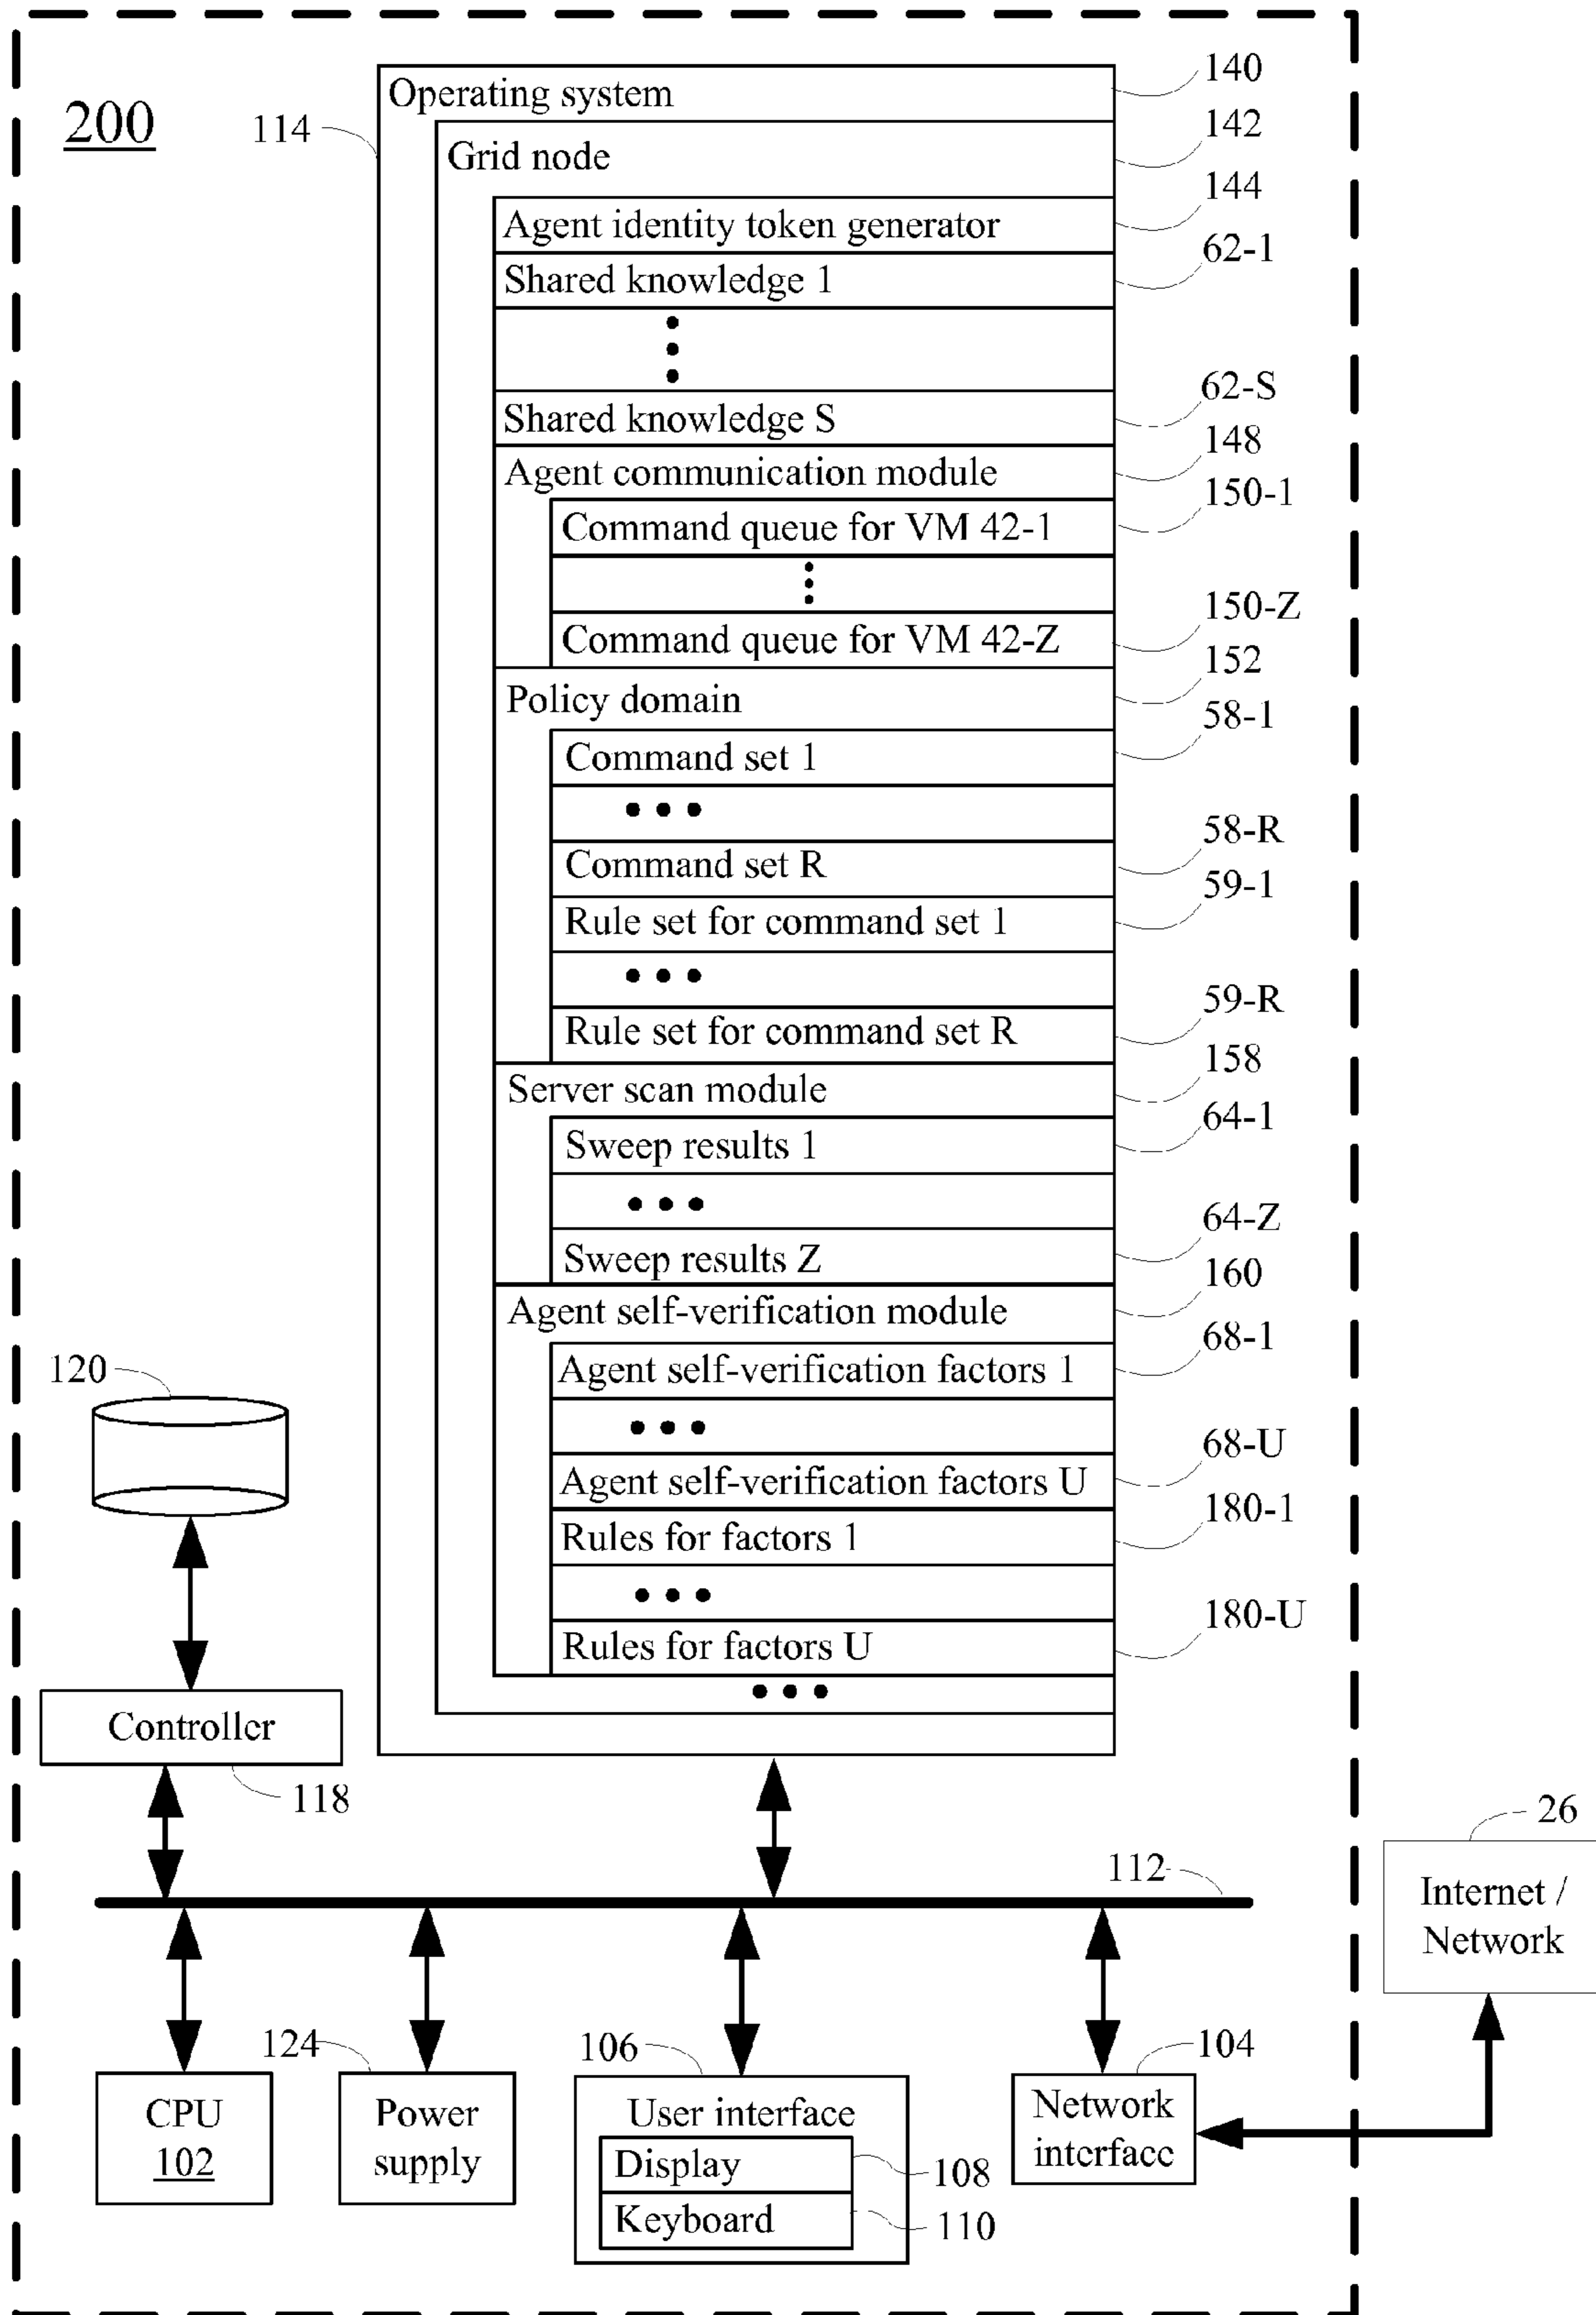 200
114
Operating system
140
Grid node
142
Agent identity token generator
144
Shared knowledge 1
62-1
Shared knowledge S
62-S
Agent communication module
148
Command queue for VM 42-1
150-1
Command queue for VM 42-Z
150-Z
Policy domain
152
Command set 1
58-1
Command set R
58-R
Rule set for command set 1
59-1
Rule set for command set R
59-R
Server scan module
158
Sweep results 1
64-1
Sweep results Z
64-Z
Agent self-verification module
160
Agent self-verification factors 1
68-1
Agent self-verification factors U
68-U
Rules for factors 1
180-1
Rules for factors U
180-U
120
Controller
118
112
26
Internet /
Network
CPU
102
124
Power
supply
106
User interface
Display
108
Keyboard
110
104
Network
interface